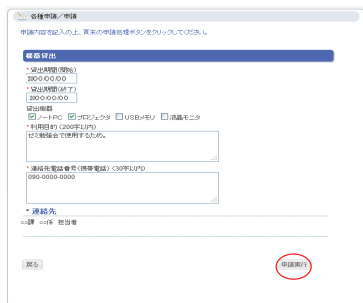 各種申請/申請
申請内容を記入の上、頁末の申請処理ボタンをクリックしてください。
機器貸出
*貸出期間(開始)
2000/00/00
*貸出期間(終了)
2000/00/00
貸出機器
ノートPC プロジェクタ USBメモリ 液晶モニタ
*利用目的(200字以内)
ゼミ勉強会で使用するため。
*連絡先電話番号(携帯電話)(30字以内)
090-0000-0000
*連絡先
○○課 ○○係 担当者
戻る 申請実行